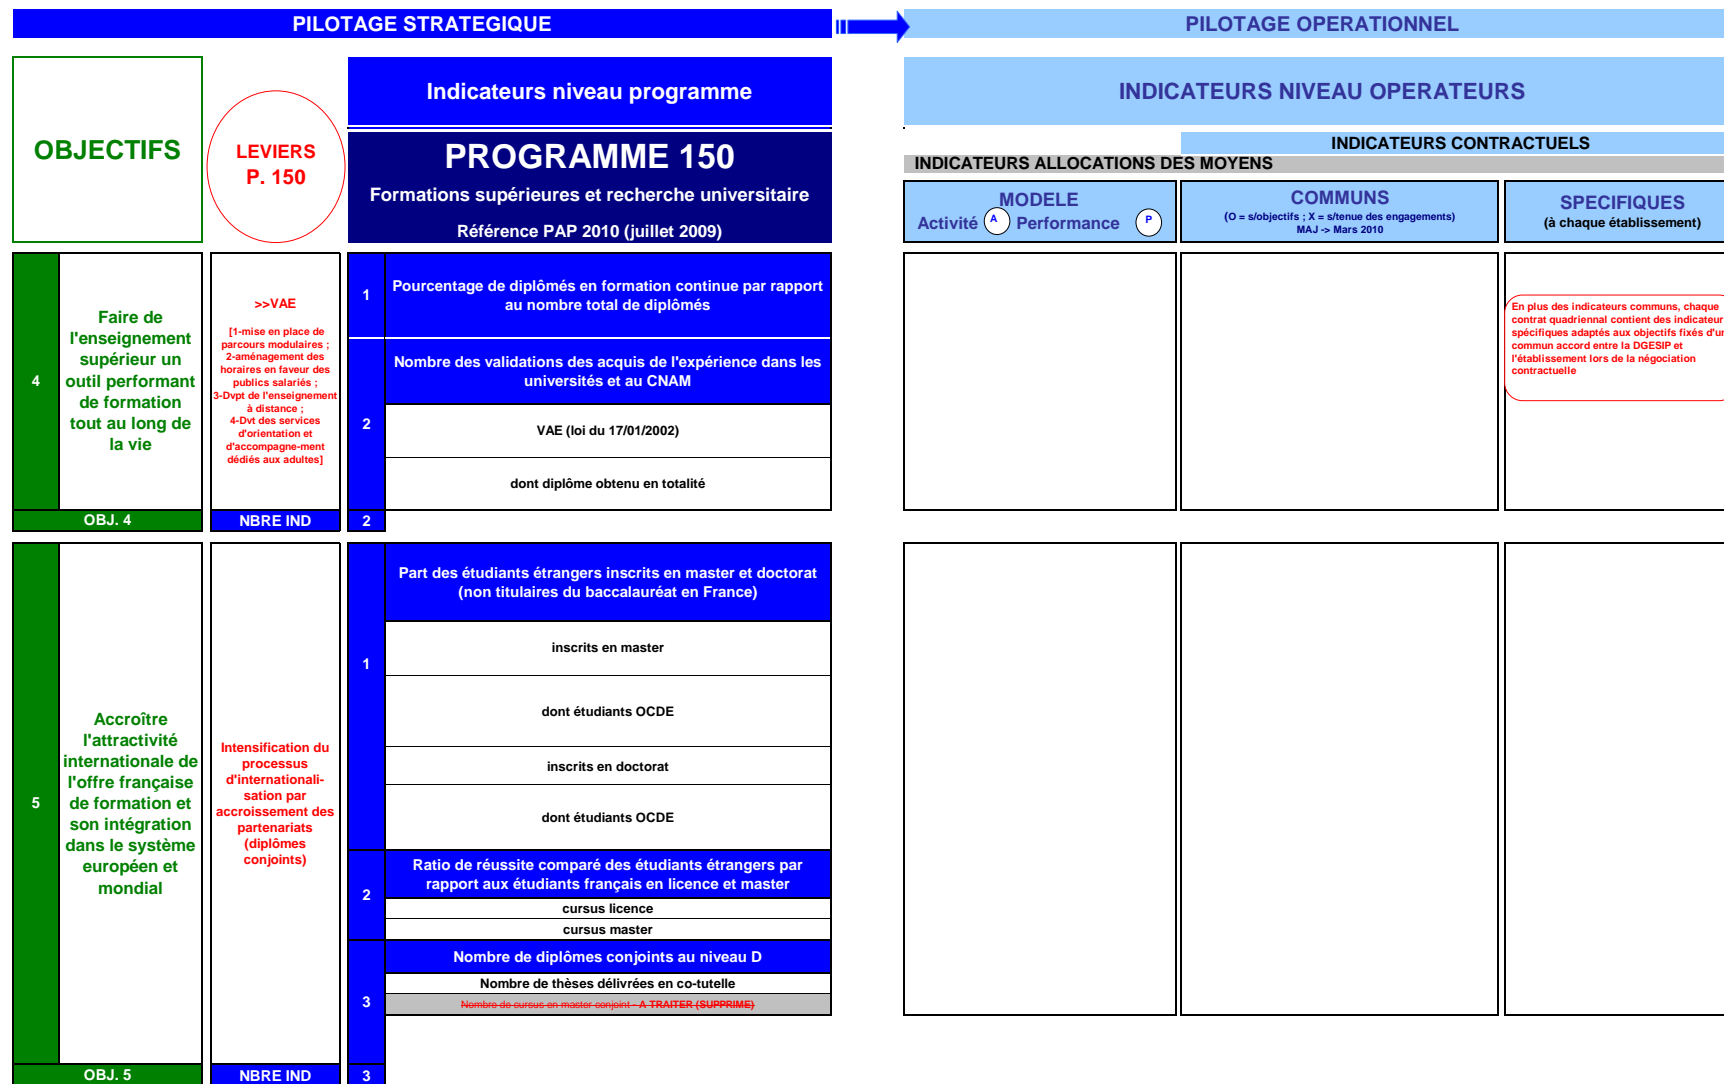 PILOTAGE STRATEGIQUE
PILOTAGE OPERATIONNEL
OBJECTIFS
LEVIERS
P. 150
Indicateurs niveau programme
PROGRAMME 150
Formations supérieures et recherche universitaire
Référence PAP 2010 (juillet 2009)
INDICATEURS NIVEAU OPERATEURS
INDICATEURS CONTRACTUELS
INDICATEURS ALLOCATIONS DES MOYENS
MODELE
Activité A Performance P
COMMUNS
(O = s/objectifs ; X = s/tenue des engagements)
MAJ -> Mars 2010
SPECIFIQUES
(à chaque établissement)
4
Faire de
l'enseignement
supérieur un
outil performant
de formation
tout au long de
la vie
>>VAE
[1-mise en place de
parcours modulaires ;
2-aménagement des
horaires en faveur des
publics salariés ;
3-Dvpt de l'enseignement
à distance ;
4-Dvt des services
d'orientation et
d'accompagne-ment
dédiés aux adultes]
1
Pourcentage de diplômés en formation continue par rapport
au nombre total de diplômés
2
Nombre des validations des acquis de l'expérience dans les
universités et au CNAM
VAE (loi du 17/01/2002)
dont diplôme obtenu en totalité
En plus des indicateurs communs, chaque
contrat quadriennal contient des indicateur
spécifiques adaptés aux objectifs fixés d'un
commun accord entre la DGESIP et
l'établissement lors de la négociation
contractuelle
OBJ. 4
NBRE IND
2
5
Accroître
l'attractivité
internationale de
l'offre française
de formation et
son intégration
dans le système
européen et
mondial
Intensification du
processus
d'internationali-
sation par
accroissement des
partenariats
(diplômes
conjoints)
1
Part des étudiants étrangers inscrits en master et doctorat
(non titulaires du baccalauréat en France)
inscrits en master
dont étudiants OCDE
inscrits en doctorat
dont étudiants OCDE
2
Ratio de réussite comparé des étudiants étrangers par
rapport aux étudiants français en licence et master
cursus licence
cursus master
3
Nombre de diplômes conjoints au niveau D
Nombre de thèses délivrées en co-tutelle
Nombre de cursus en master conjoint - A TRAITER (SUPPRIME)
OBJ. 5
NBRE IND
3